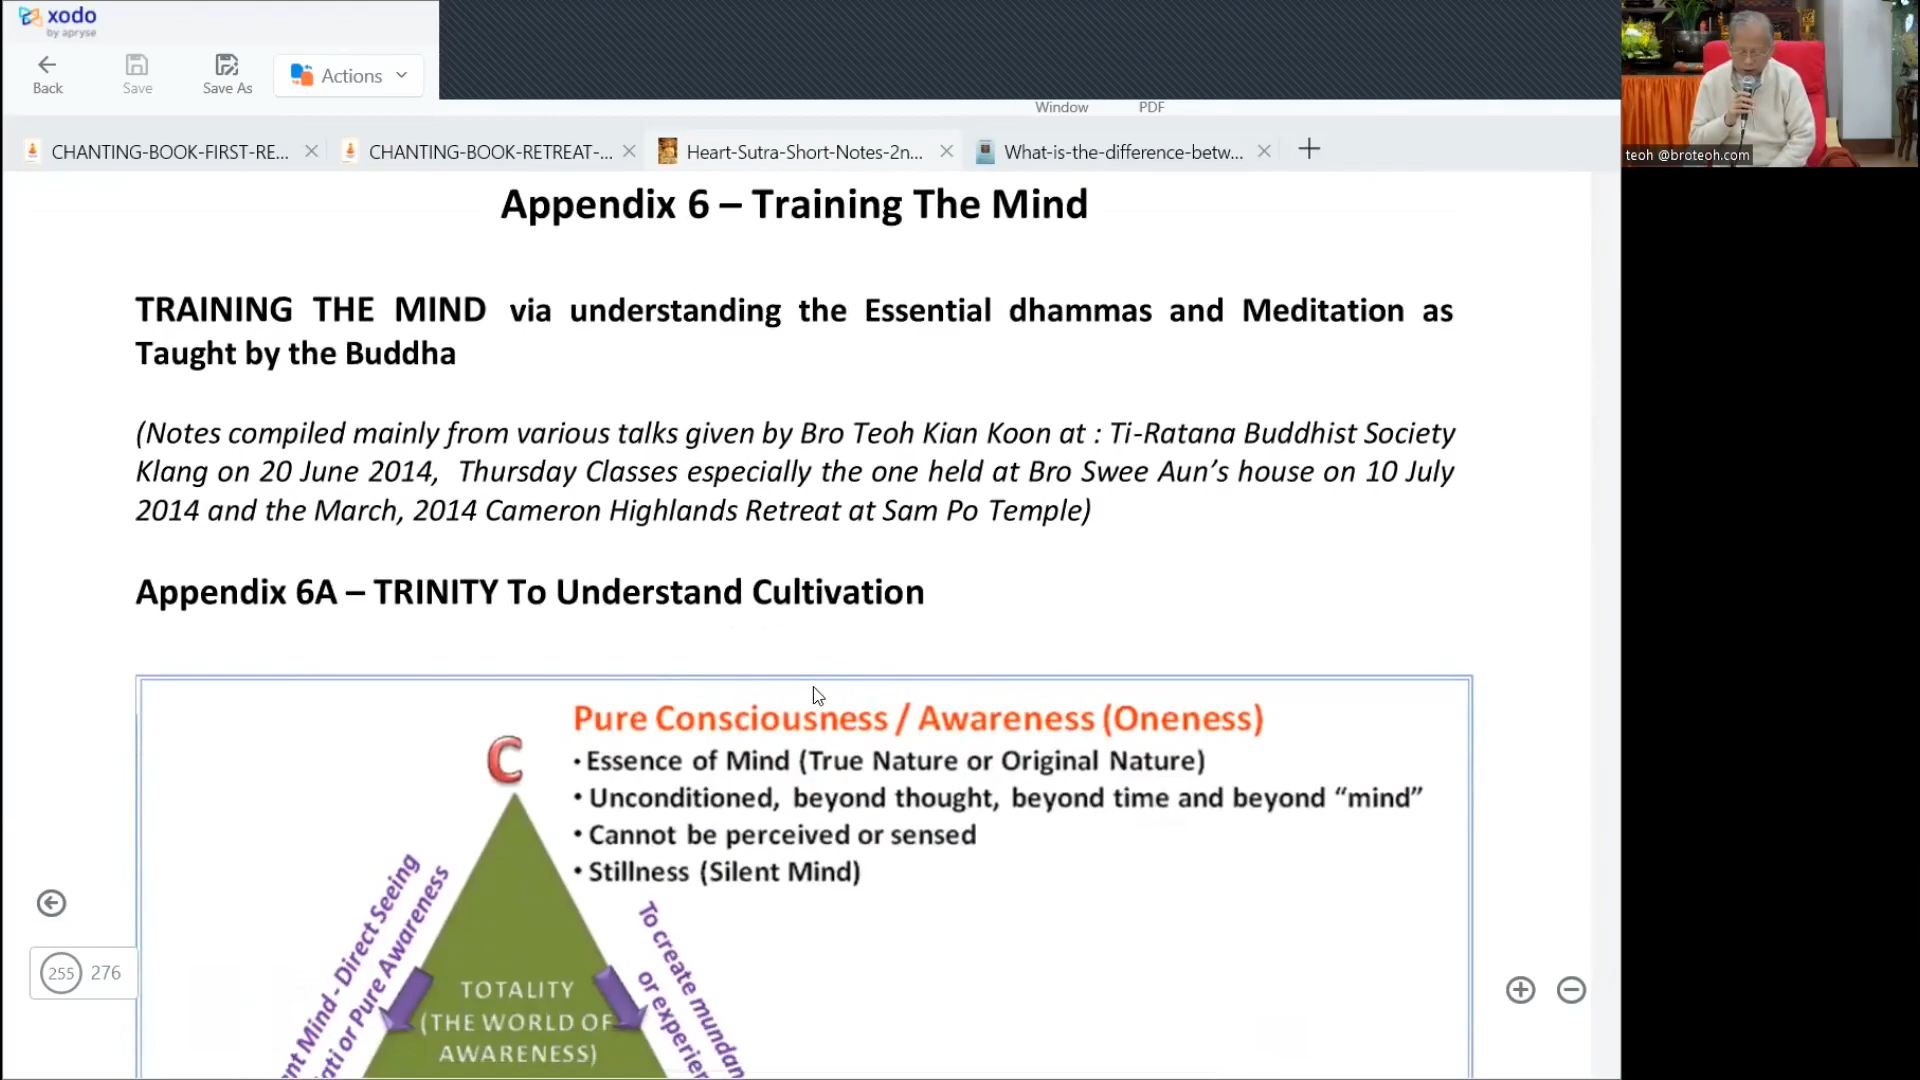 xodo
by apryse
Back
Save
Save As
Actions
Window
PDF
CHANTING-BOOK-FIRST-RE...
CHANTING-BOOK-RETREAT-...
Heart-Sutra-Short-Notes-2n...
What-is-the-difference-betw...
teoh @broteoh.com
Appendix 6 – Training The Mind
TRAINING THE MIND via understanding the Essential dhammas and Meditation as
Taught by the Buddha
(Notes compiled mainly from various talks given by Bro Teoh Kian Koon at : Ti-Ratana Buddhist Society
Klang on 20 June 2014, Thursday Classes especially the one held at Bro Swee Aun's house on 10 July
2014 and the March, 2014 Cameron Highlands Retreat at Sam Po Temple)
Appendix 6A – TRINITY To Understand Cultivation
C
Pure Consciousness / Awareness (Oneness)
• Essence of Mind (True Nature or Original Nature)
• Unconditioned, beyond thought, beyond time and beyond “mind”
• Cannot be perceived or sensed
• Stillness (Silent Mind)
Mind - Direct Seeing
or Pure Awareness
To create
or
TOTALITY
(THE WORLD OF
AWARENESS)
255 276